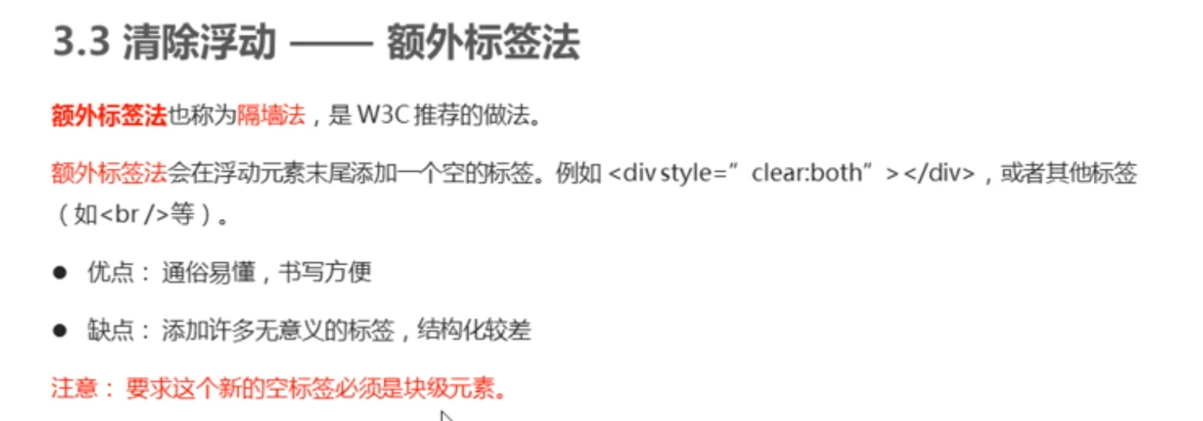 3.3 清除浮动 —— 额外标签法
额外标签法也称为隔墙法，是 W3C 推荐的做法。
额外标签法会在浮动元素末尾添加一个空的标签。例如 <div style=” clear:both” ></div>，或者其他标签
（如<br />等）。
● 优点： 通俗易懂，书写方便
● 缺点： 添加许多无意义的标签，结构化较差
注意： 要求这个新的空标签必须是块级元素。